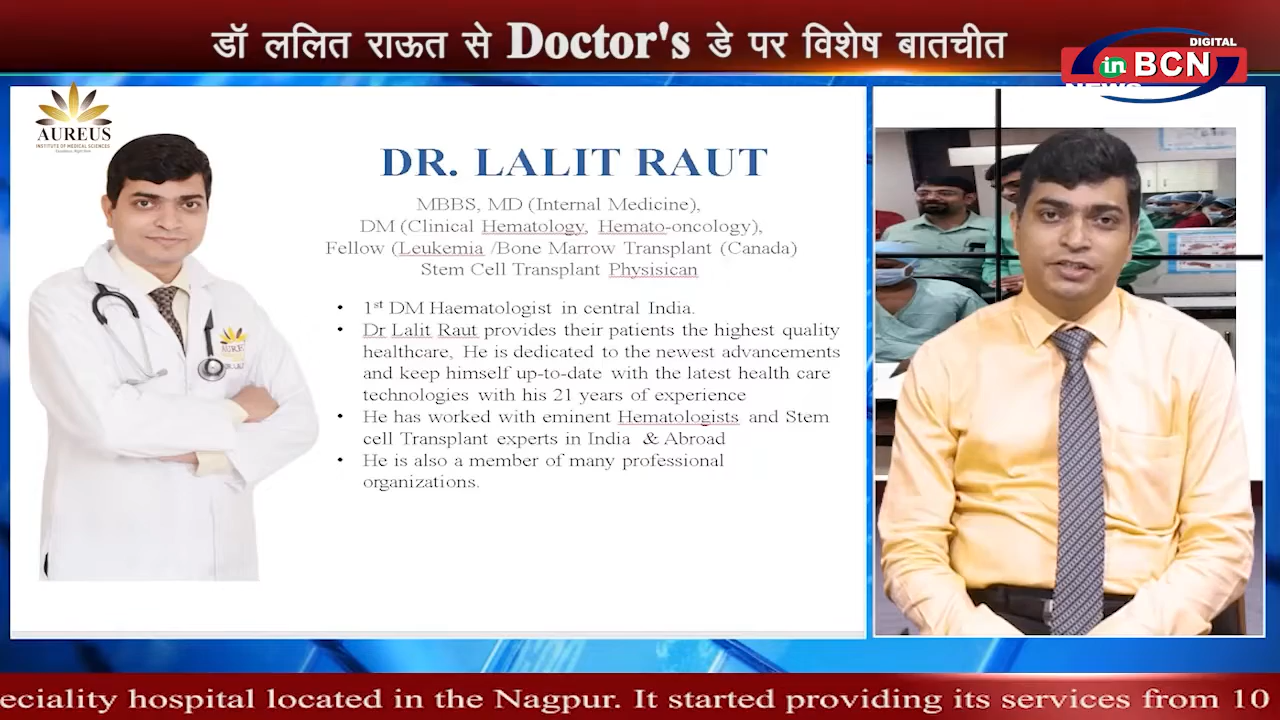 डॉ ललित राऊत से Doctor's डे पर विशेष बातचीत
DIGITAL
in BCN
NEWS
AUREUS
INSTITUTE OF MEDICAL SCIENCES
DR. LALIT RAUT
MBBS, MD (Internal Medicine),
DM (Clinical Hematology, Hemato-oncology),
Fellow (Leukemia /Bone Marrow Transplant (Canada)
Stem Cell Transplant Physisican
• 1st DM Haematologist in central India.
• Dr Lalit Raut provides their patients the highest quality
healthcare, He is dedicated to the newest advancements
and keep himself up-to-date with the latest health care
technologies with his 21 years of experience
• He has worked with eminent Hematologists and Stem
cell Transplant experts in India & Abroad
• He is also a member of many professional
organizations.
eciality hospital located in the Nagpur. It started providing its services from 10